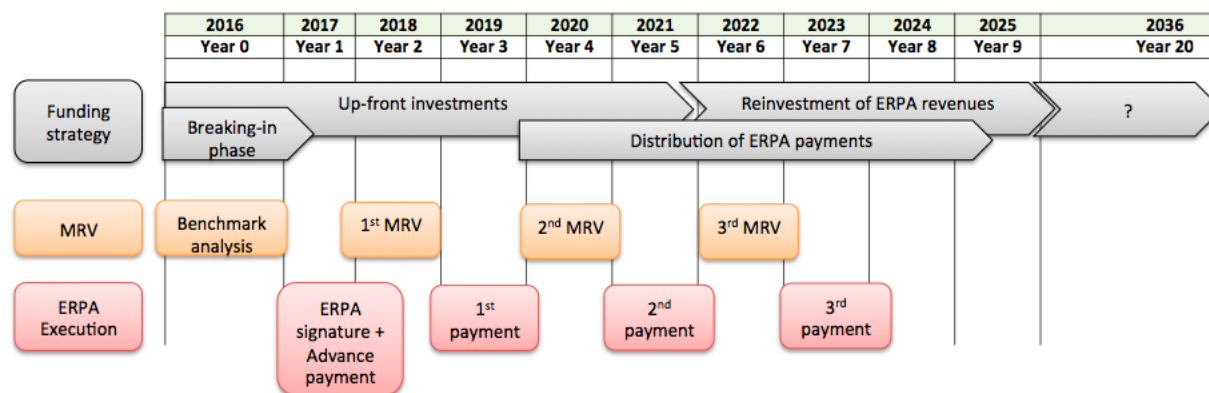 2016 2017 2018 2019 2020 2021 2022 2023 2024 2025 2036
Year 0 Year 1 Year 2 Year 3 Year 4 Year 5 Year 6 Year 7 Year 8 Year 9 Year 20
Funding
strategy
Up-front investments
Reinvestment of ERPA revenues
?
Breaking-in
phase
Distribution of ERPA payments
MRV
Benchmark
analysis
1st MRV
2nd MRV
3rd MRV
ERPA
Execution
ERPA
signature +
Advance
payment
1st
payment
2nd
payment
3rd
payment